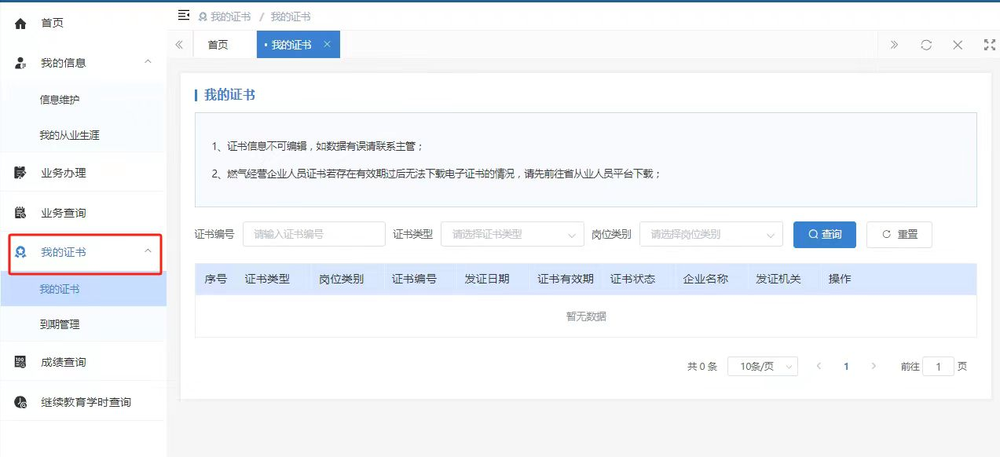 首页
我的信息
信息维护
我的从业生涯
业务办理
业务查询
我的证书
我的证书
到期管理
成绩查询
继续教育学时查询
我的证书 / 我的证书
首页
我的证书
我的证书
1、证书信息不可编辑，如数据有误请联系主管；
2、燃气经营企业人员证书若存在有效期过后无法下载电子证书的情况，请先前往省从业人员平台下载；
证书编号 请输入证书编号 证书类型 请选择证书类型 岗位类别 请选择岗位类别 查询 重置
序号 证书类型 岗位类别 证书编号 发证日期 证书有效期 证书状态 企业名称 发证机关 操作
暂无数据
共 0 条 10条/页 1 前往 1 页